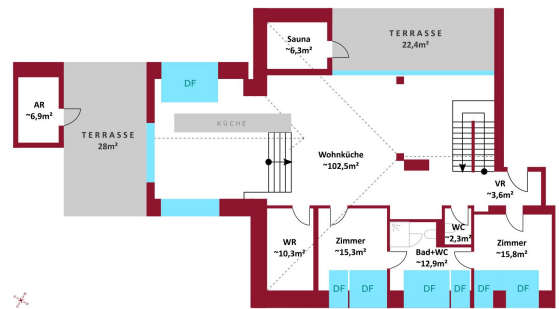 Sauna
~6,3m²
TERRASSE
22,4m²
DF
AR
~6,9m²
TERRASSE
28m²
KÜCHE
Wohnküche
~102,5m²
VR
~3,6m²
WR
~10,3m²
Zimmer
~15,3m²
Bad+WC
~12,9m²
WC
~2,3m²
Zimmer
~15,8m²
DF
DF
DF
DF
DF
DF